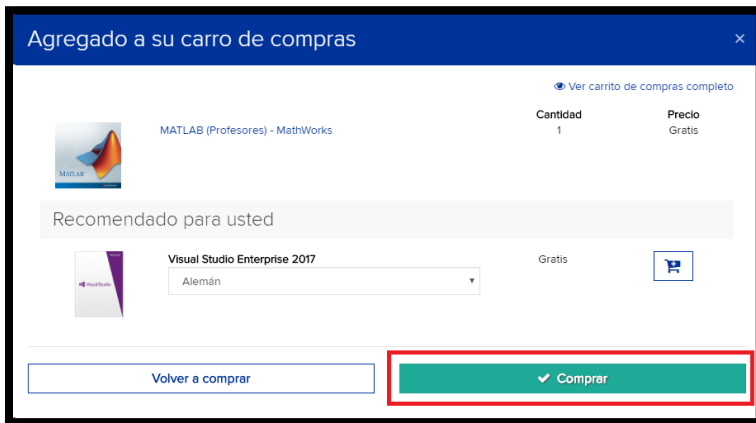 Agregado a su carro de compras ×
Ver carrito de compras completo
Cantidad Precio
MATLAB (Profesores) - MathWorks 1 Gratis
MATLAB
Recomendado para usted
Visual Studio Enterprise 2017 Gratis
Visual Studio
Alemán
Volver a comprar Comprar